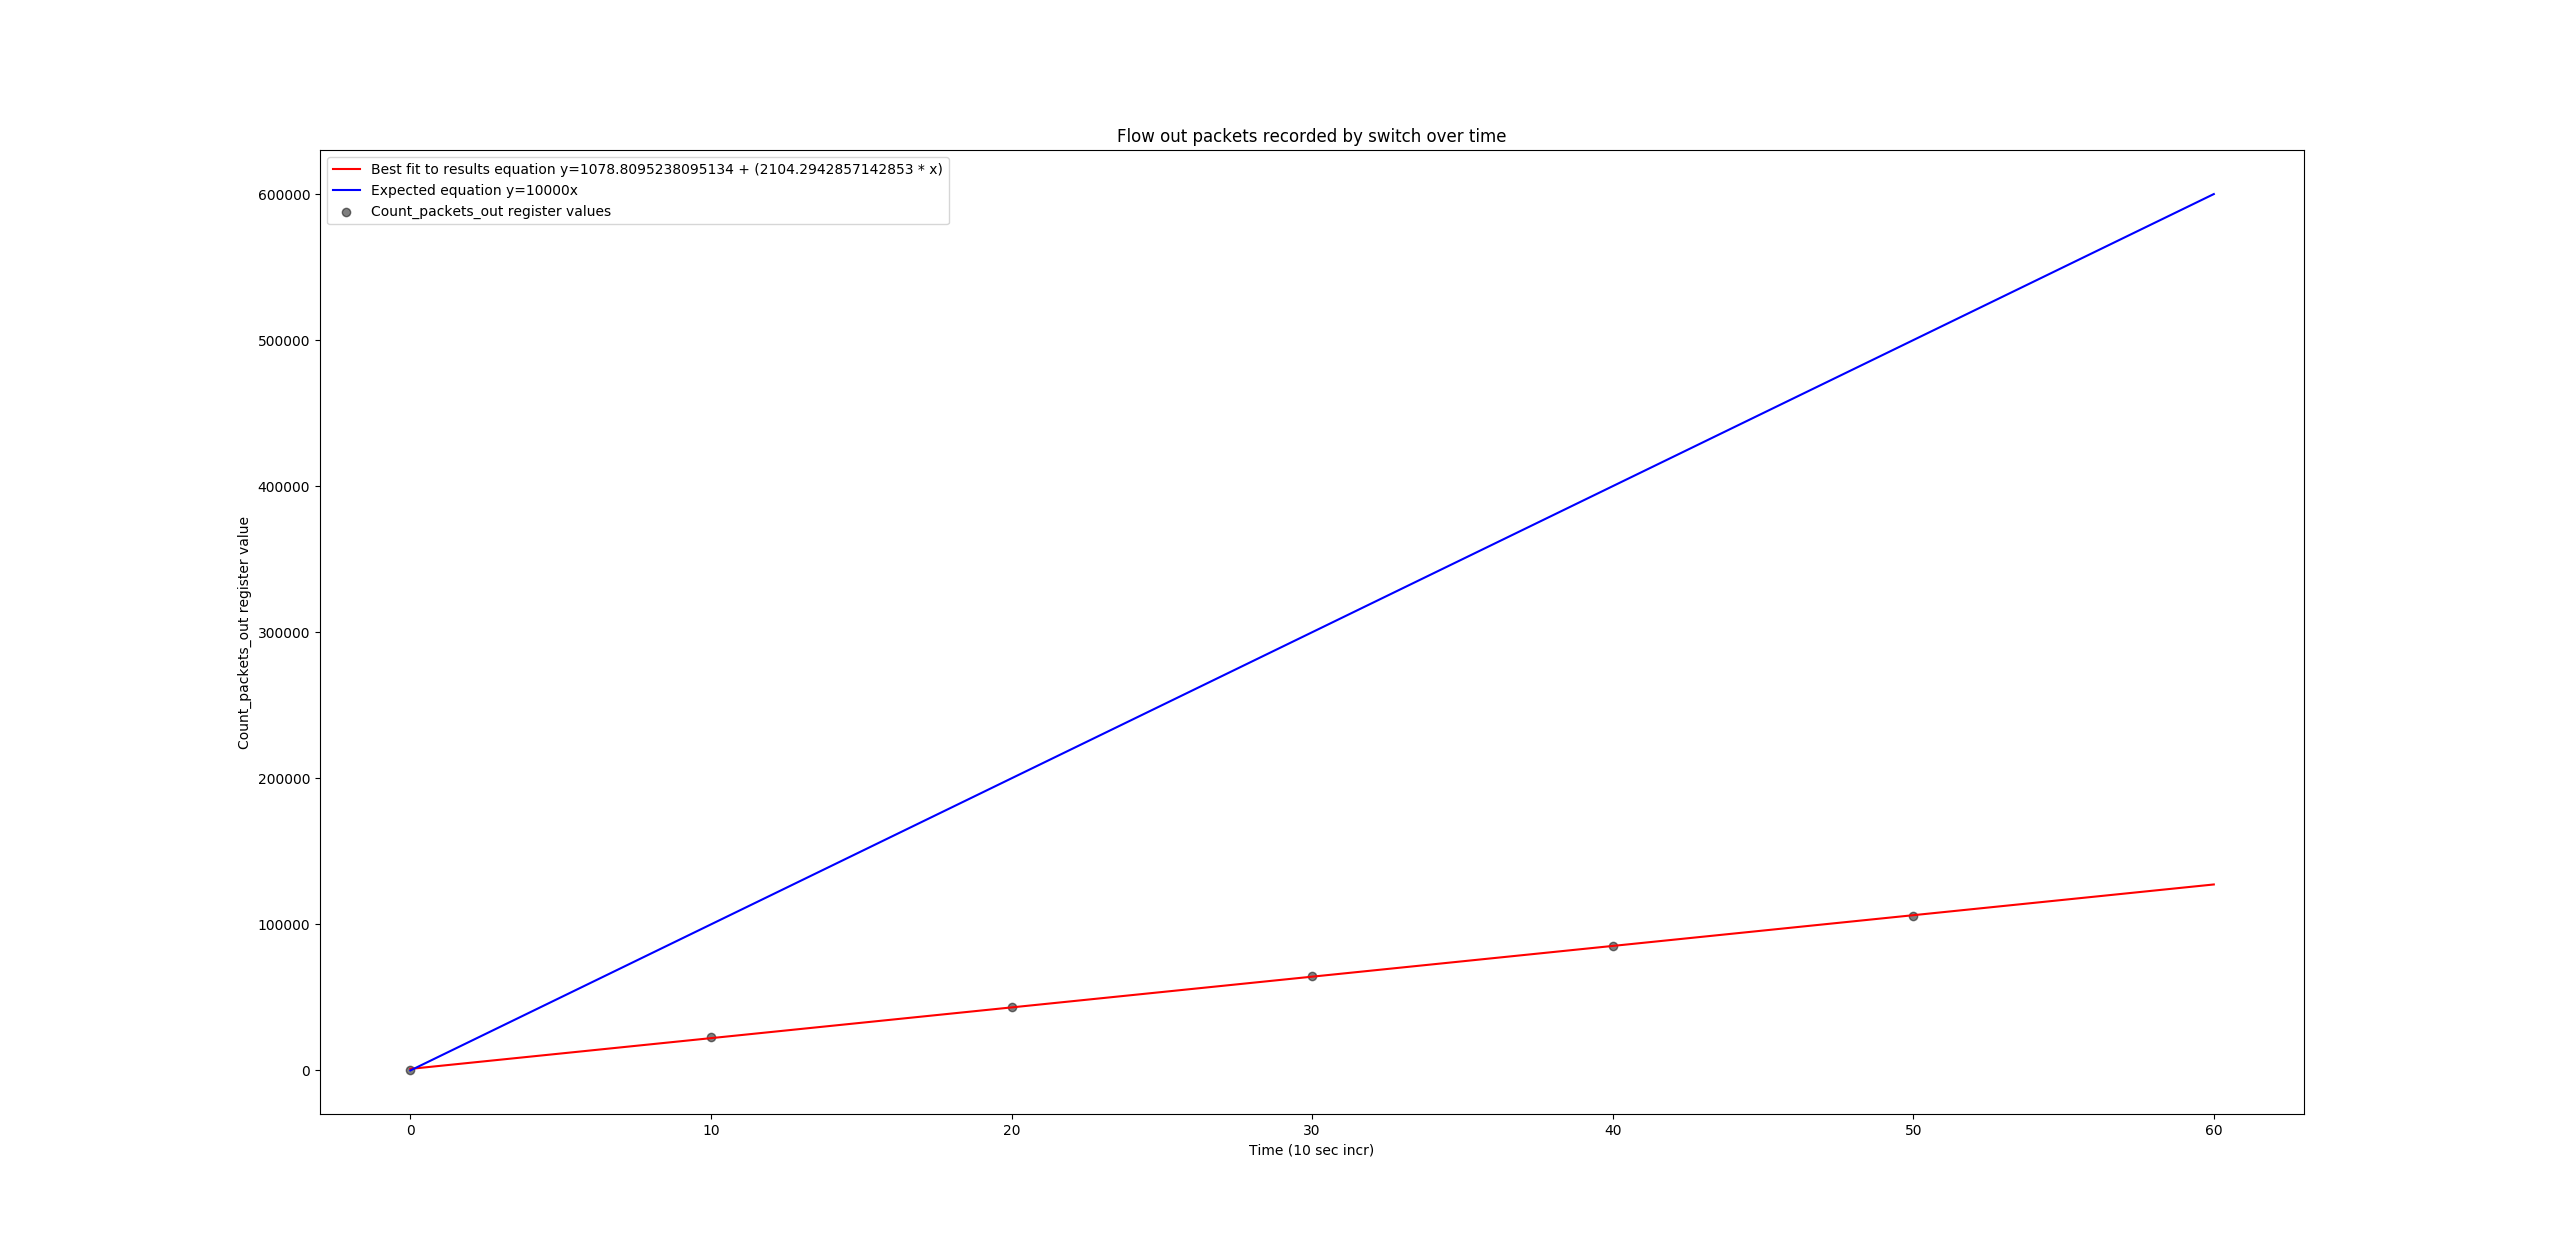 Flow out packets recorded by switch over time
Best fit to results equation y=1078.8095238095134 + (2104.2942857142853 * x)
Expected equation y=10000x
Count_packets_out register values
600000
500000
400000
300000
200000
100000
0
Count_packets_out register value
0 10 20 30 40 50 60
Time (10 sec incr)